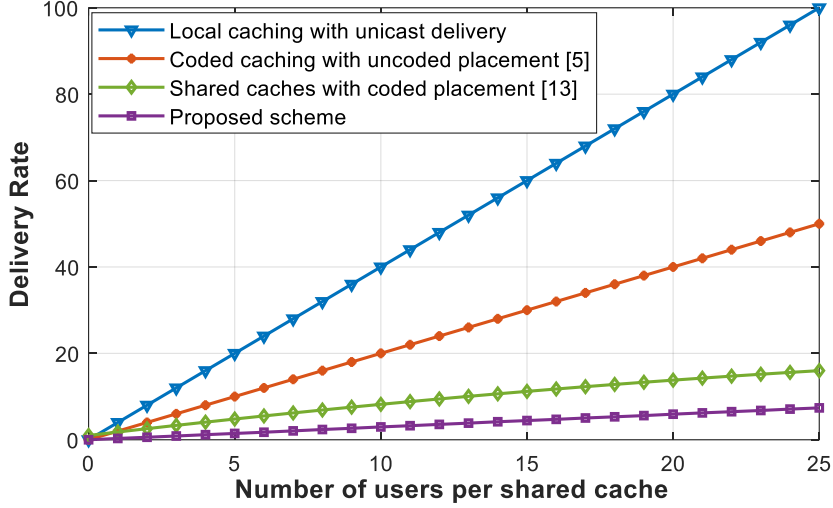 100
80
60
40
20
0
Delivery Rate
Local caching with unicast delivery
Coded caching with uncoded placement [5]
Shared caches with coded placement [13]
Proposed scheme
0 5 10 15 20 25
Number of users per shared cache